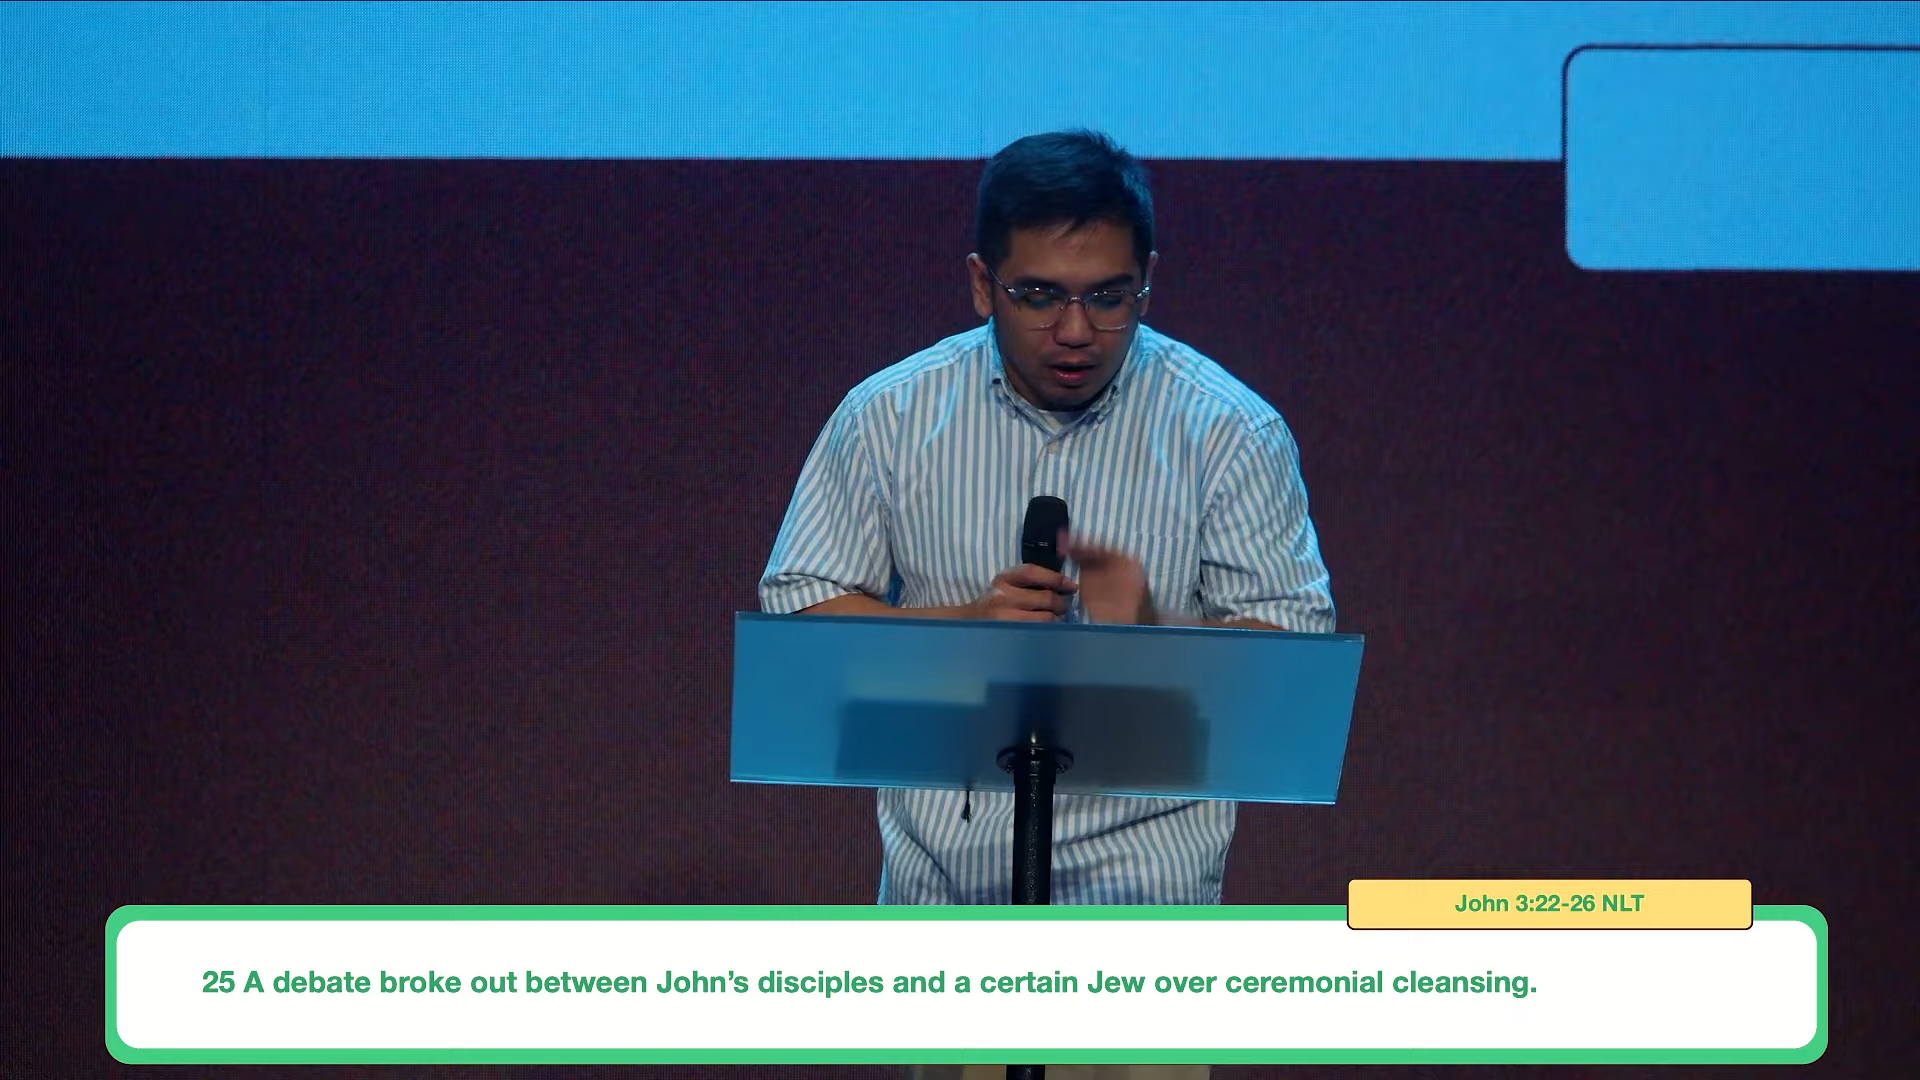 John 3:22-26 NLT
25 A debate broke out between John’s disciples and a certain Jew over ceremonial cleansing.